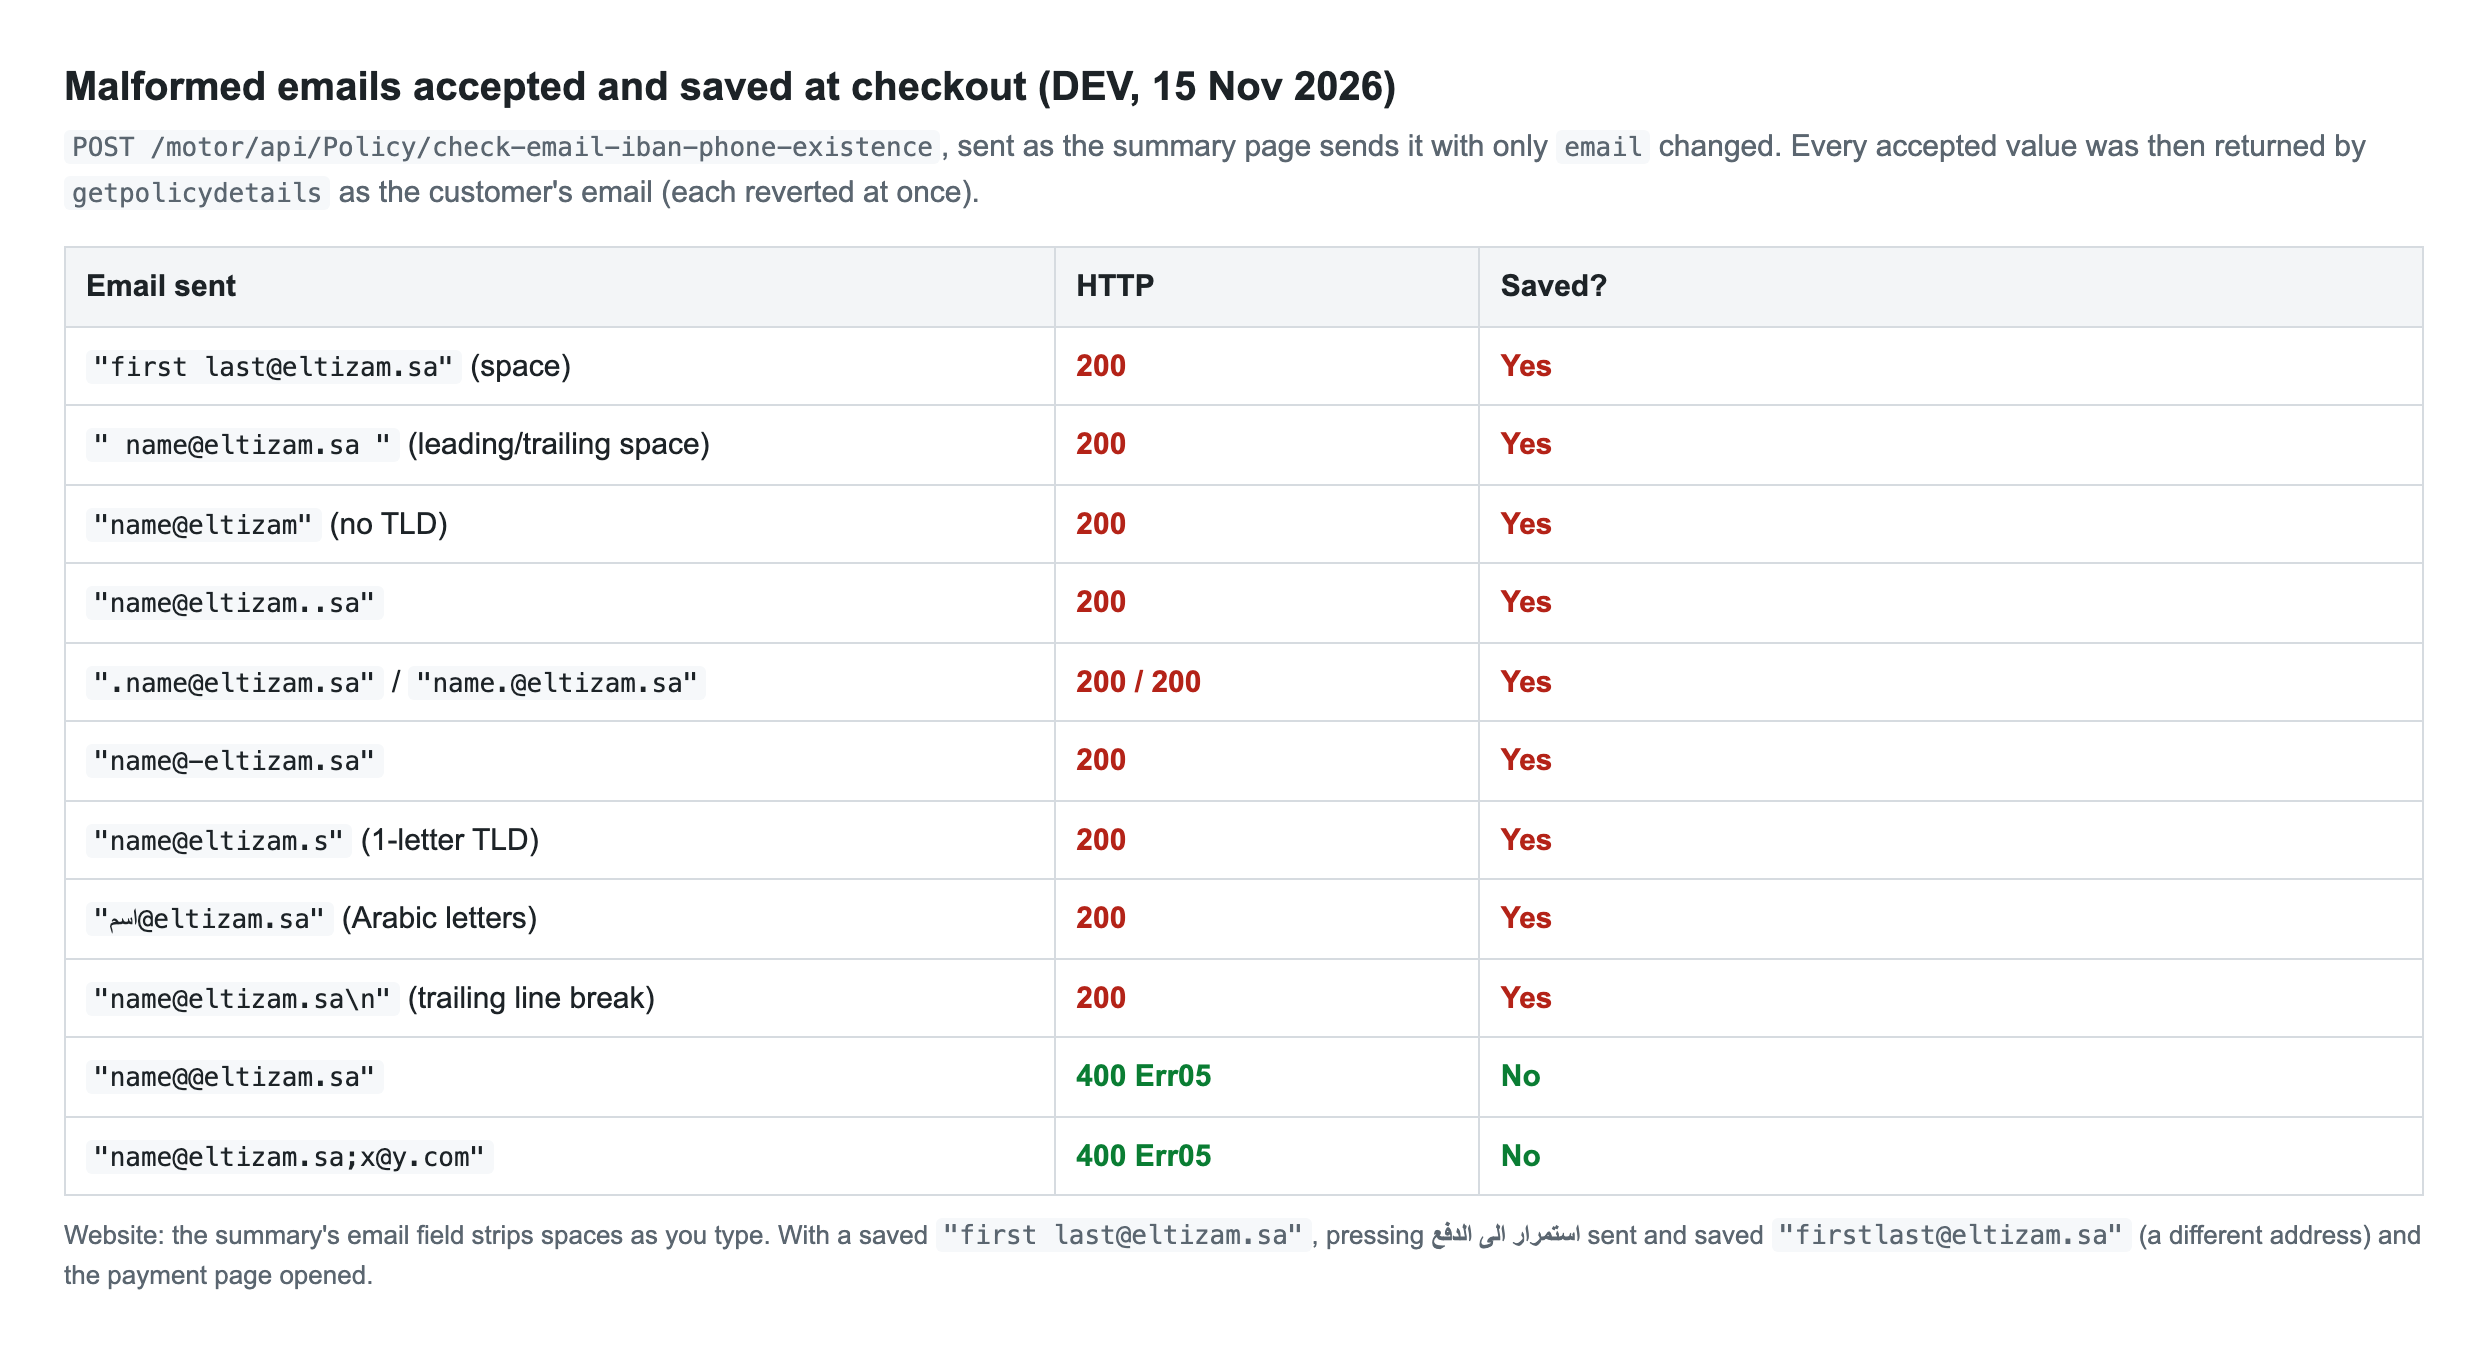 Malformed emails accepted and saved at checkout (DEV, 15 Nov 2026)
POST /motor/api/Policy/check-email-iban-phone-existence, sent as the summary page sends it with only email changed. Every accepted value was then returned by
getpolicydetails as the customer's email (each reverted at once).
Email sent HTTP Saved?
"first last@eltizam.sa" (space) 200 Yes
" name@eltizam.sa " (leading/trailing space) 200 Yes
"name@eltizam" (no TLD) 200 Yes
"name@eltizam..sa" 200 Yes
".name@eltizam.sa" / "name.@eltizam.sa" 200 / 200 Yes
"name@-eltizam.sa" 200 Yes
"name@eltizam.s" (1-letter TLD) 200 Yes
"اسم@eltizam.sa" (Arabic letters) 200 Yes
"name@eltizam.sa\n" (trailing line break) 200 Yes
"name@@eltizam.sa" 400 Err05 No
"name@eltizam.sa;x@y.com" 400 Err05 No
Website: the summary's email field strips spaces as you type. With a saved "first last@eltizam.sa", pressing استمرار الى الدفع sent and saved "firstlast@eltizam.sa" (a different address) and
the payment page opened.